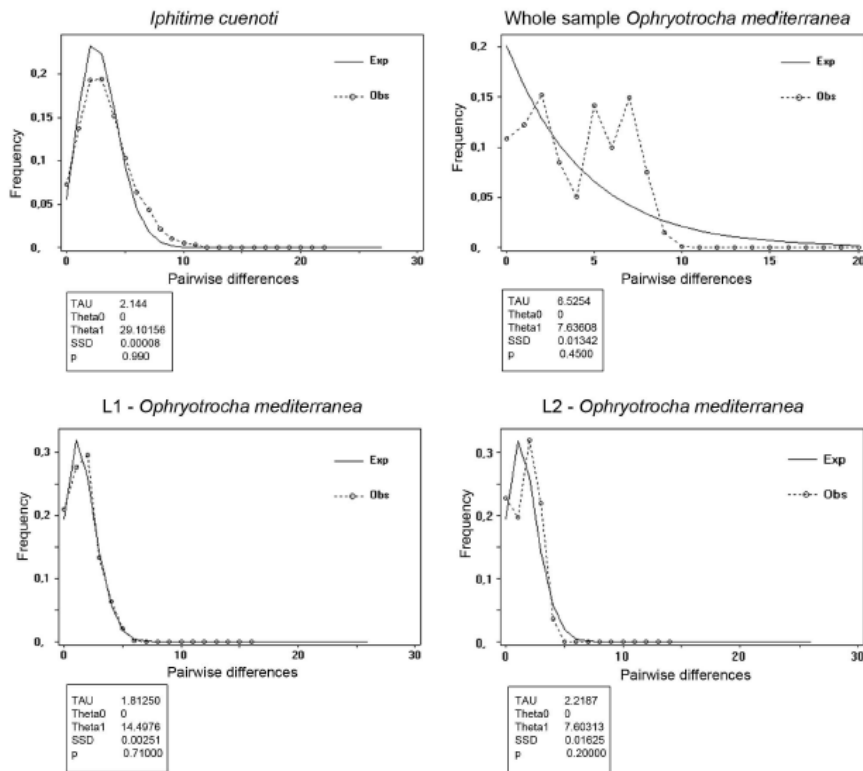 Iphitime cuenoti
0,2
0,15
0,1
0,05
0,
Frequency
Exp
Obs
0
10
20
30
Pairwise differences
TAU 2.144
Theta0 0
Theta1 29.10156
SSD 0.00008
p 0.990
Whole sample Ophryotrocha mediterranea
0,2
0,15
0,1
0,05
0,
Frequency
Exp
Obs
0
5
10
15
20
Pairwise differences
TAU 6.5254
Theta0 0
Theta1 7.63608
SSD 0.01342
p 0.4500
L1 - Ophryotrocha mediterranea
0,3
0,2
0,1
0,
Frequency
Exp
Obs
0
10
20
30
Pairwise differences
TAU 1.81250
Theta0 0
Theta1 14.4976
SSD 0.00251
p 0.71000
L2 - Ophryotrocha mediterranea
0,3
0,2
0,1
0,
Frequency
Exp
Obs
0
10
20
30
Pairwise differences
TAU 2.2187
Theta0 0
Theta1 7.60313
SSD 0.01625
p 0.20000